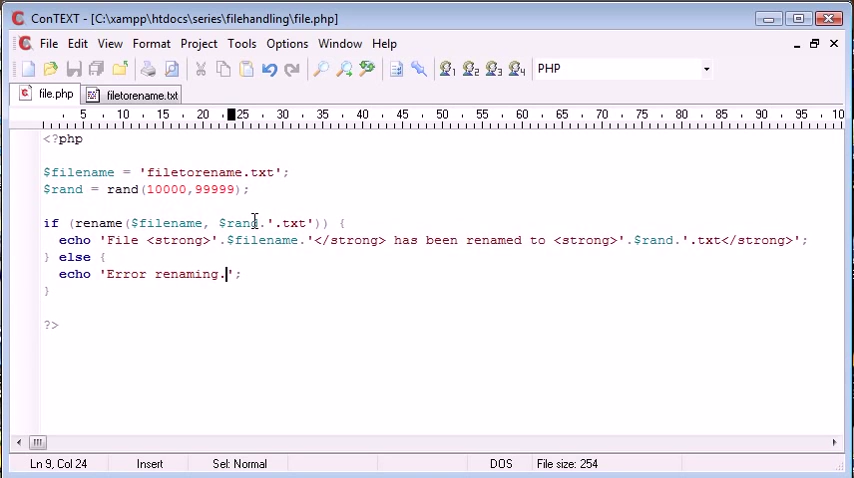 ConTEXT - [C:\xampp\htdocs\series\filehandling\file.php]
File Edit View Format Project Tools Options Window Help
1 2 3 4 PHP
file.php filetorename.txt
5 10 15 20 25 30 35 40 45 50 55 60 65 70 75 80 85 90 95 10
<?php
$filename = 'filetorename.txt';
$rand = rand(10000,99999);
if (rename($filename, $rand.'.txt')) {
echo 'File <strong>'.$filename.'</strong> has been renamed to <strong>'.$rand.'.txt</strong>';
} else {
echo 'Error renaming.';
}
?>
Ln 9, Col 24 Insert Sel: Normal DOS File size: 254